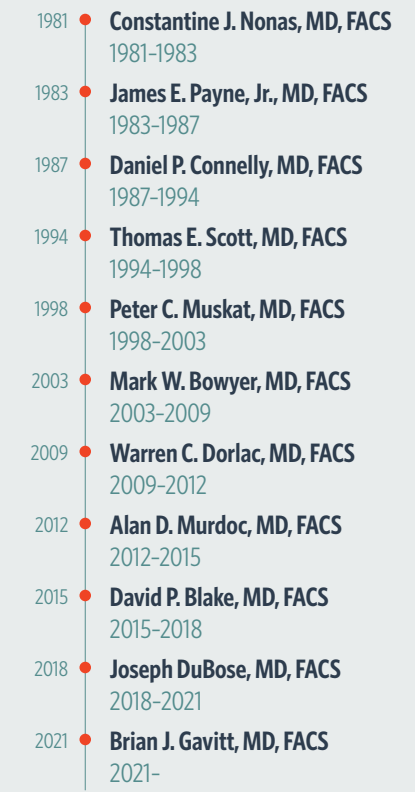 1981 Constantine J. Nonas, MD, FACS
1981–1983
1983 James E. Payne, Jr., MD, FACS
1983–1987
1987 Daniel P. Connelly, MD, FACS
1987–1994
1994 Thomas E. Scott, MD, FACS
1994–1998
1998 Peter C. Muskat, MD, FACS
1998–2003
2003 Mark W. Bowyer, MD, FACS
2003–2009
2009 Warren C. Dorlac, MD, FACS
2009–2012
2012 Alan D. Murdoc, MD, FACS
2012–2015
2015 David P. Blake, MD, FACS
2015–2018
2018 Joseph DuBose, MD, FACS
2018–2021
2021 Brian J. Gavitt, MD, FACS
2021–